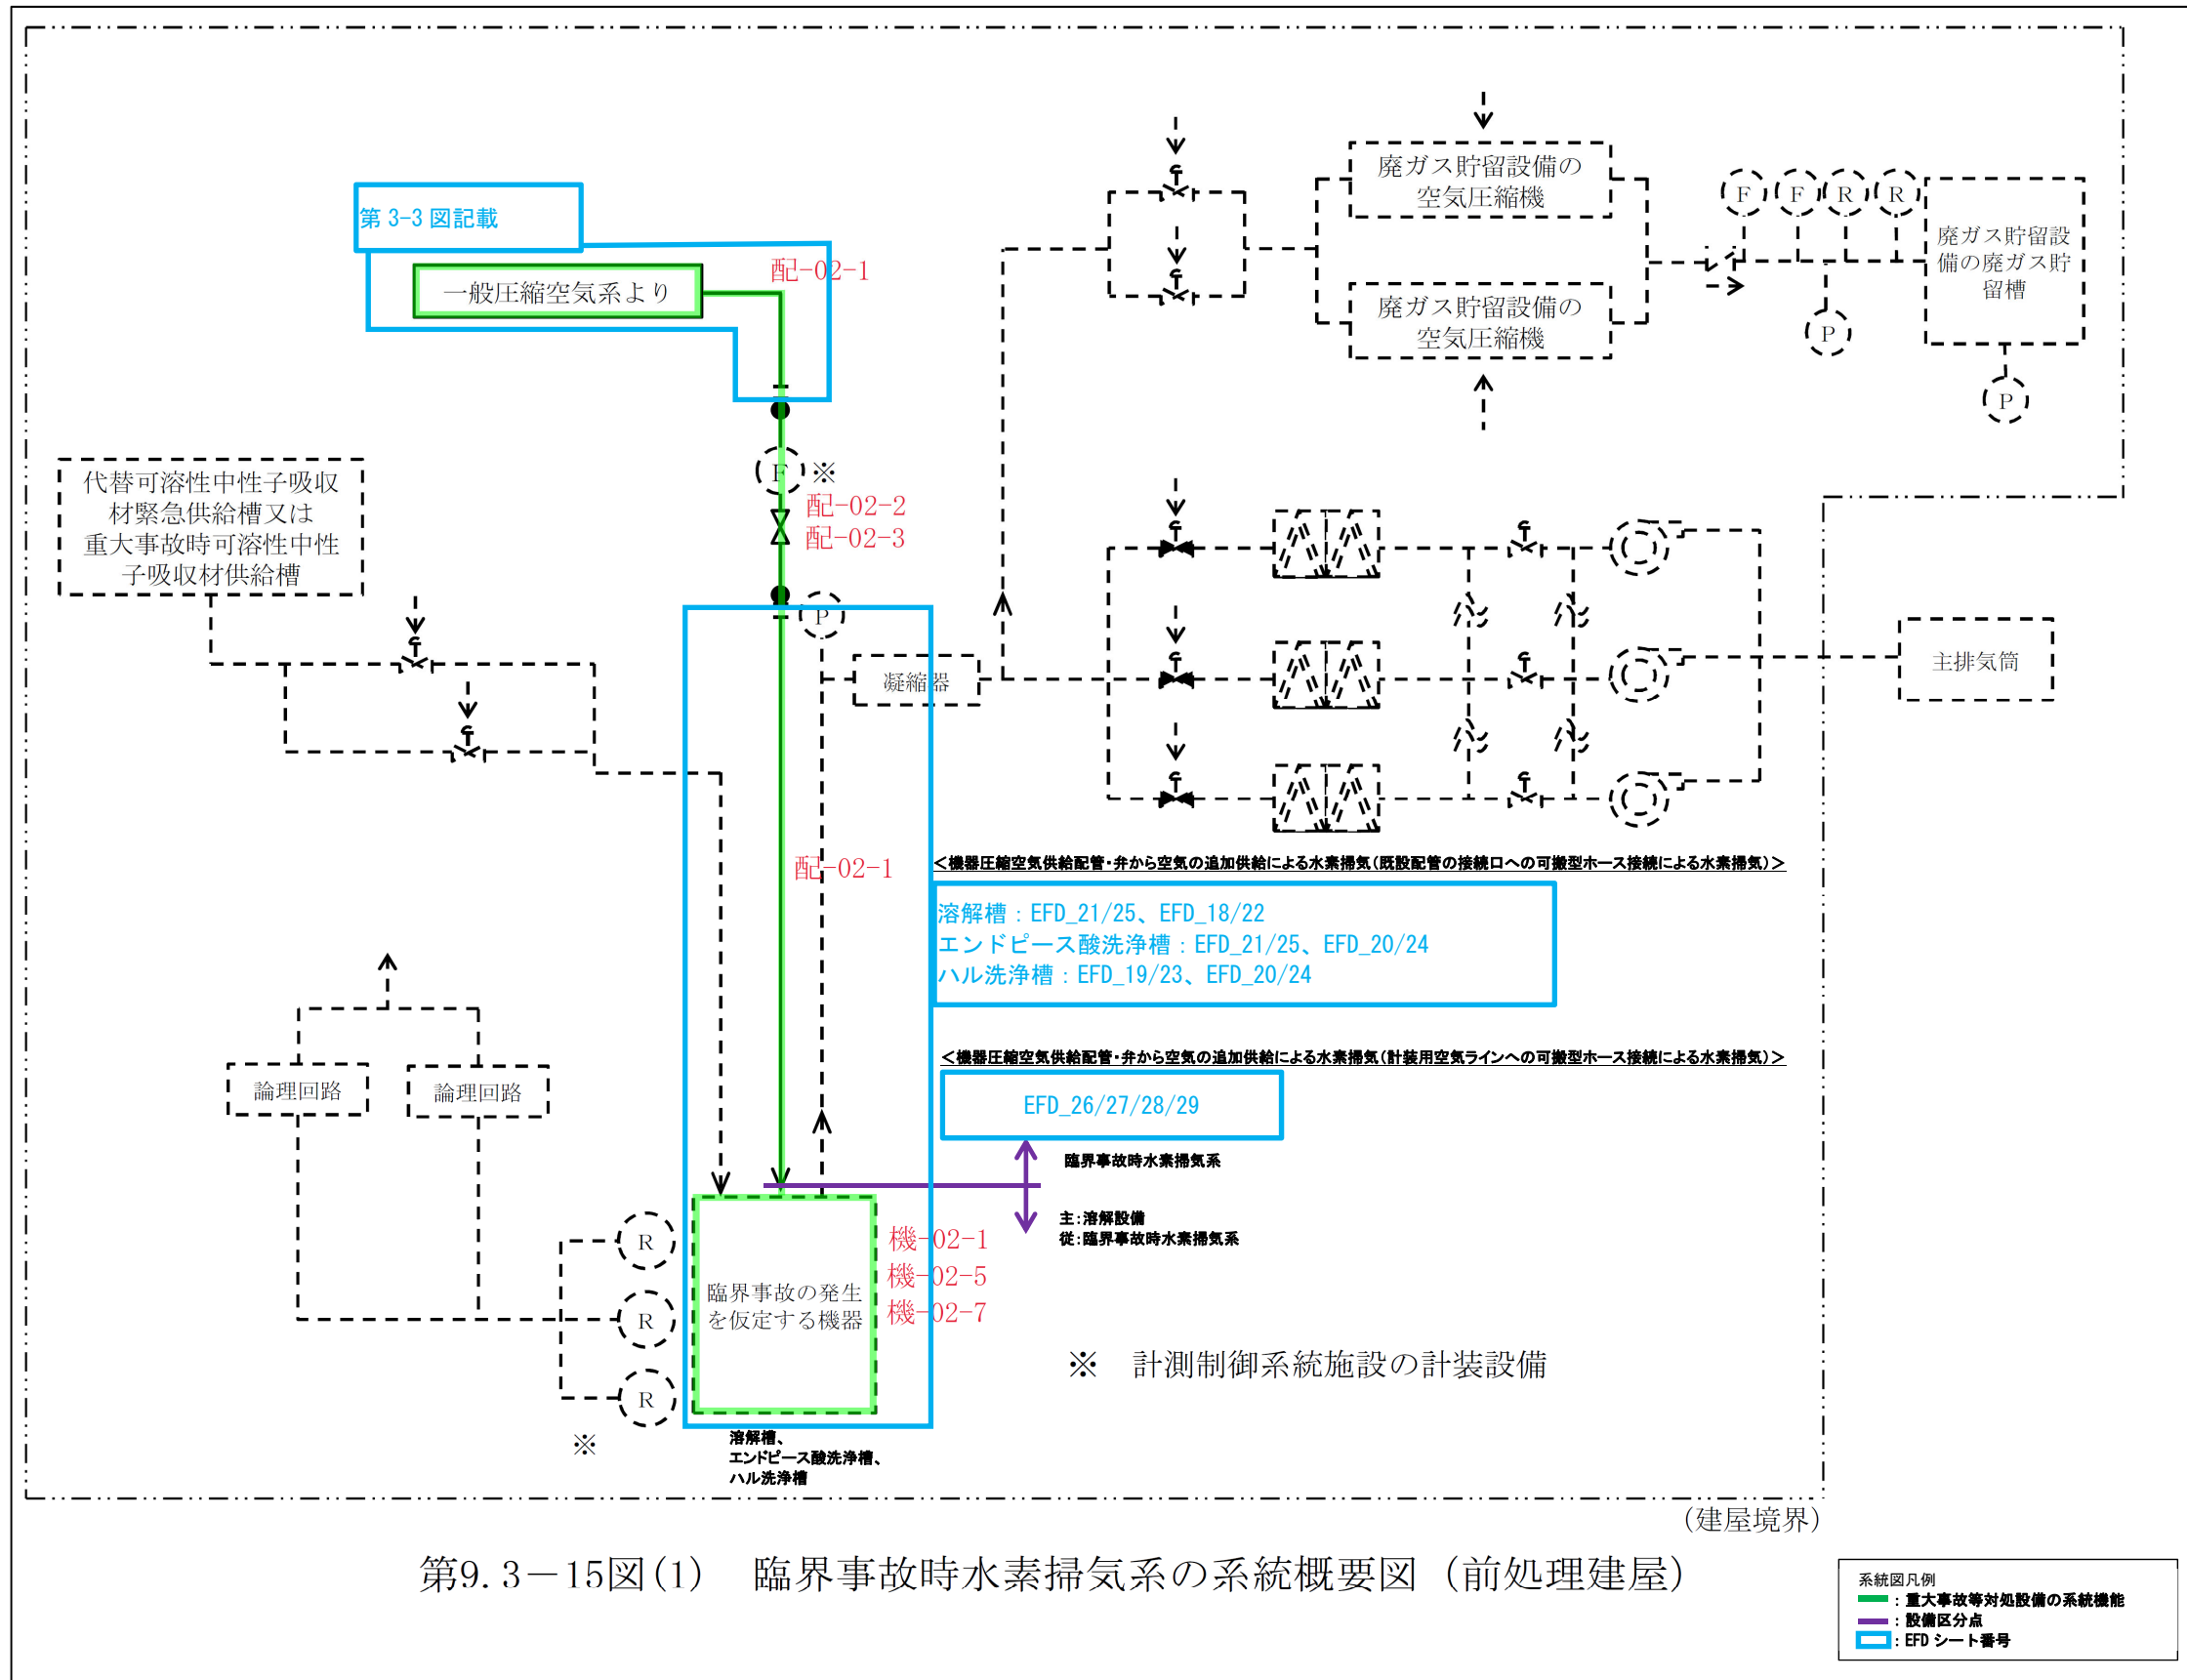 第 3-3 図記載
配-02-1
一般圧縮空気系より
廃ガス貯留設備の
空気圧縮機
廃ガス貯留設備の
空気圧縮機
F
F
R
R
P
廃ガス貯留設
備の廃ガス貯
留槽
P
F
※
配-02-2
配-02-3
代替可溶性中性子吸収
材緊急供給槽又は
重大事故時可溶性中性
子吸収材供給槽
P
凝縮器
主排気筒
配-02-1
<機器圧縮空気供給配管・弁から空気の追加供給による水素掃気(既設配管の接続口への可搬型ホース接続による水素掃気)>
溶解槽：EFD_21/25、EFD_18/22
エンドピース酸洗浄槽：EFD_21/25、EFD_20/24
ハル洗浄槽：EFD_19/23、EFD_20/24
<機器圧縮空気供給配管・弁から空気の追加供給による水素掃気(計装用空気ラインへの可搬型ホース接続による水素掃気)>
EFD_26/27/28/29
論理回路
論理回路
臨界事故時水素掃気系
主:溶解設備
従:臨界事故時水素掃気系
R
R
R
※
臨界事故の発生
を仮定する機器
機-02-1
機-02-5
機-02-7
※　計測制御系統施設の計装設備
溶解槽、
エンドピース酸洗浄槽、
ハル洗浄槽
(建屋境界)
第9.3－15図(1)　臨界事故時水素掃気系の系統概要図（前処理建屋）
系統図凡例
：重大事故等対処設備の系統機能
：設備区分点
：EFD シート番号